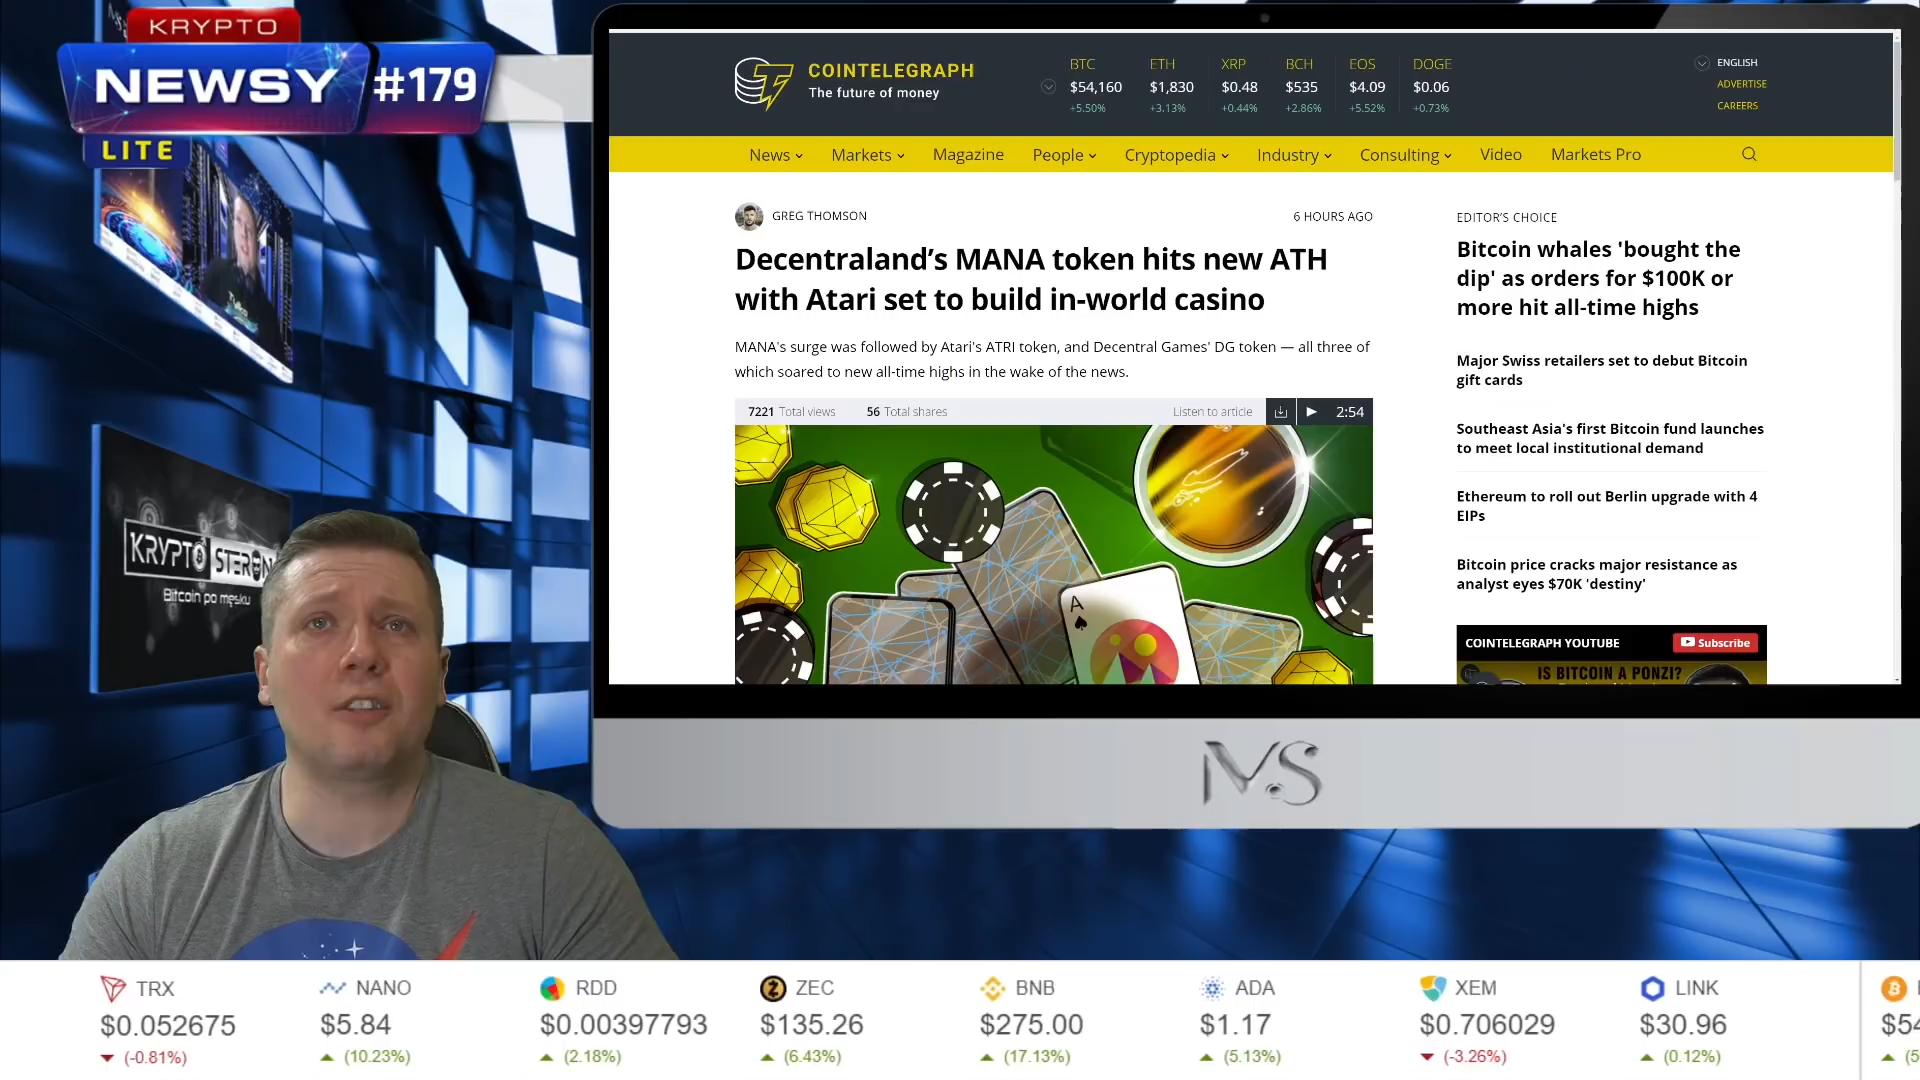 KRYPTO
NEWSY #179
LITE
KRYPTO STERON
Bitcoin po męsku
COINTELEGRAPH
The future of money
BTC ETH XRP BCH EOS DOGE
$54,160 $1,830 $0.48 $535 $4.09 $0.06
+5.50% +3.13% +0.44% +2.86% +5.52% +0.73%
ENGLISH
ADVERTISE
CAREERS
News Markets Magazine People Cryptopedia Industry Consulting Video Markets Pro
GREG THOMSON 6 HOURS AGO
Decentraland’s MANA token hits new ATH
with Atari set to build in-world casino
MANA's surge was followed by Atari's ATRI token, and Decentral Games' DG token — all three of
which soared to new all-time highs in the wake of the news.
7221 Total views 56 Total shares Listen to article 2:54
A
EDITOR’S CHOICE
Bitcoin whales 'bought the
dip' as orders for $100K or
more hit all-time highs
Major Swiss retailers set to debut Bitcoin
gift cards
Southeast Asia's first Bitcoin fund launches
to meet local institutional demand
Ethereum to roll out Berlin upgrade with 4
EIPs
Bitcoin price cracks major resistance as
analyst eyes $70K 'destiny'
COINTELEGRAPH YOUTUBE Subscribe
IS BITCOIN A PONZI?
MS
TRX NANO RDD ZEC BNB ADA XEM LINK
$0.052675 $5.84 $0.00397793 $135.26 $275.00 $1.17 $0.706029 $30.96
(-0.81%) (10.23%) (2.18%) (6.43%) (17.13%) (5.13%) (-3.26%) (0.12%)